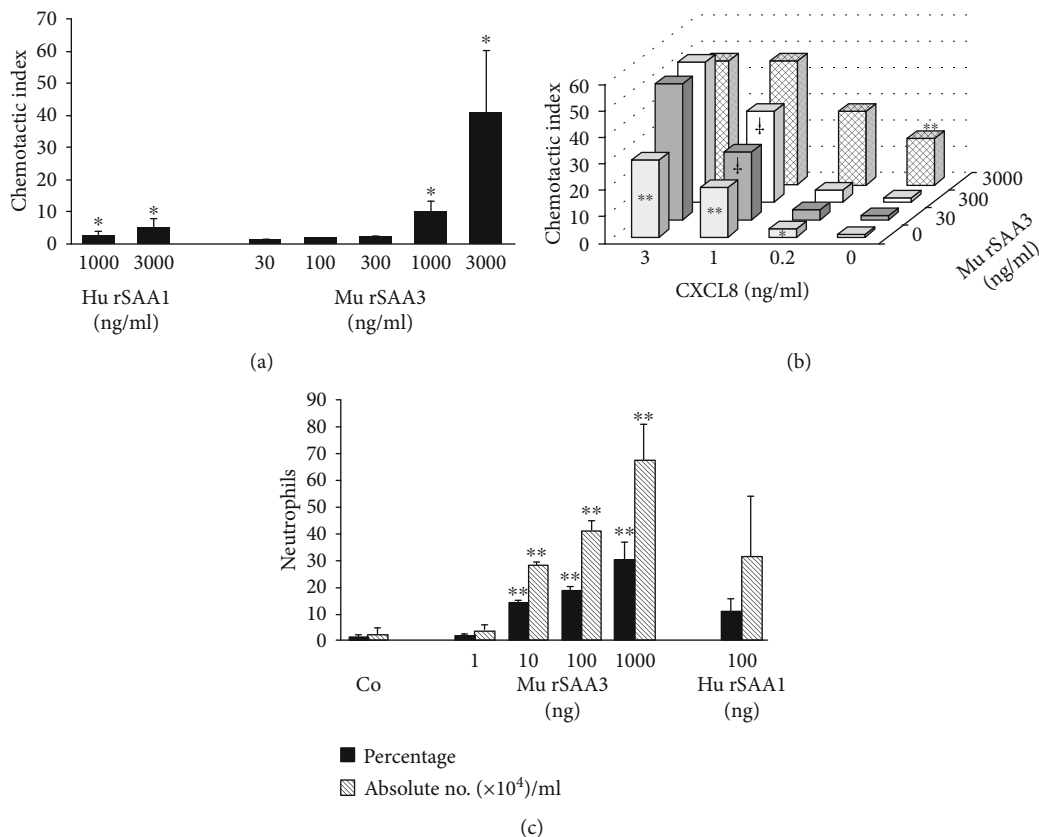 Chemotactic index
70
60
50
40
30
20
10
0
*
*
*
*
1000 3000 30 100 300 1000 3000
Hu rSAA1 Mu rSAA3
(ng/ml) (ng/ml)
(a)
Chemotactic index
60
50
40
30
20
10
0
**
**
*
‡
‡
**
3 1 0.2 0
CXCL8 (ng/ml)
0
30
300
3000
Mu rSAA3
(ng/ml)
(b)
Neutrophils
90
80
70
60
50
40
30
20
10
0
** ** ** ** ** **
1 10 100 1000 100
Co Mu rSAA3 Hu rSAA1
(ng) (ng)
Percentage
Absolute no. (×10⁴)/ml
(c)